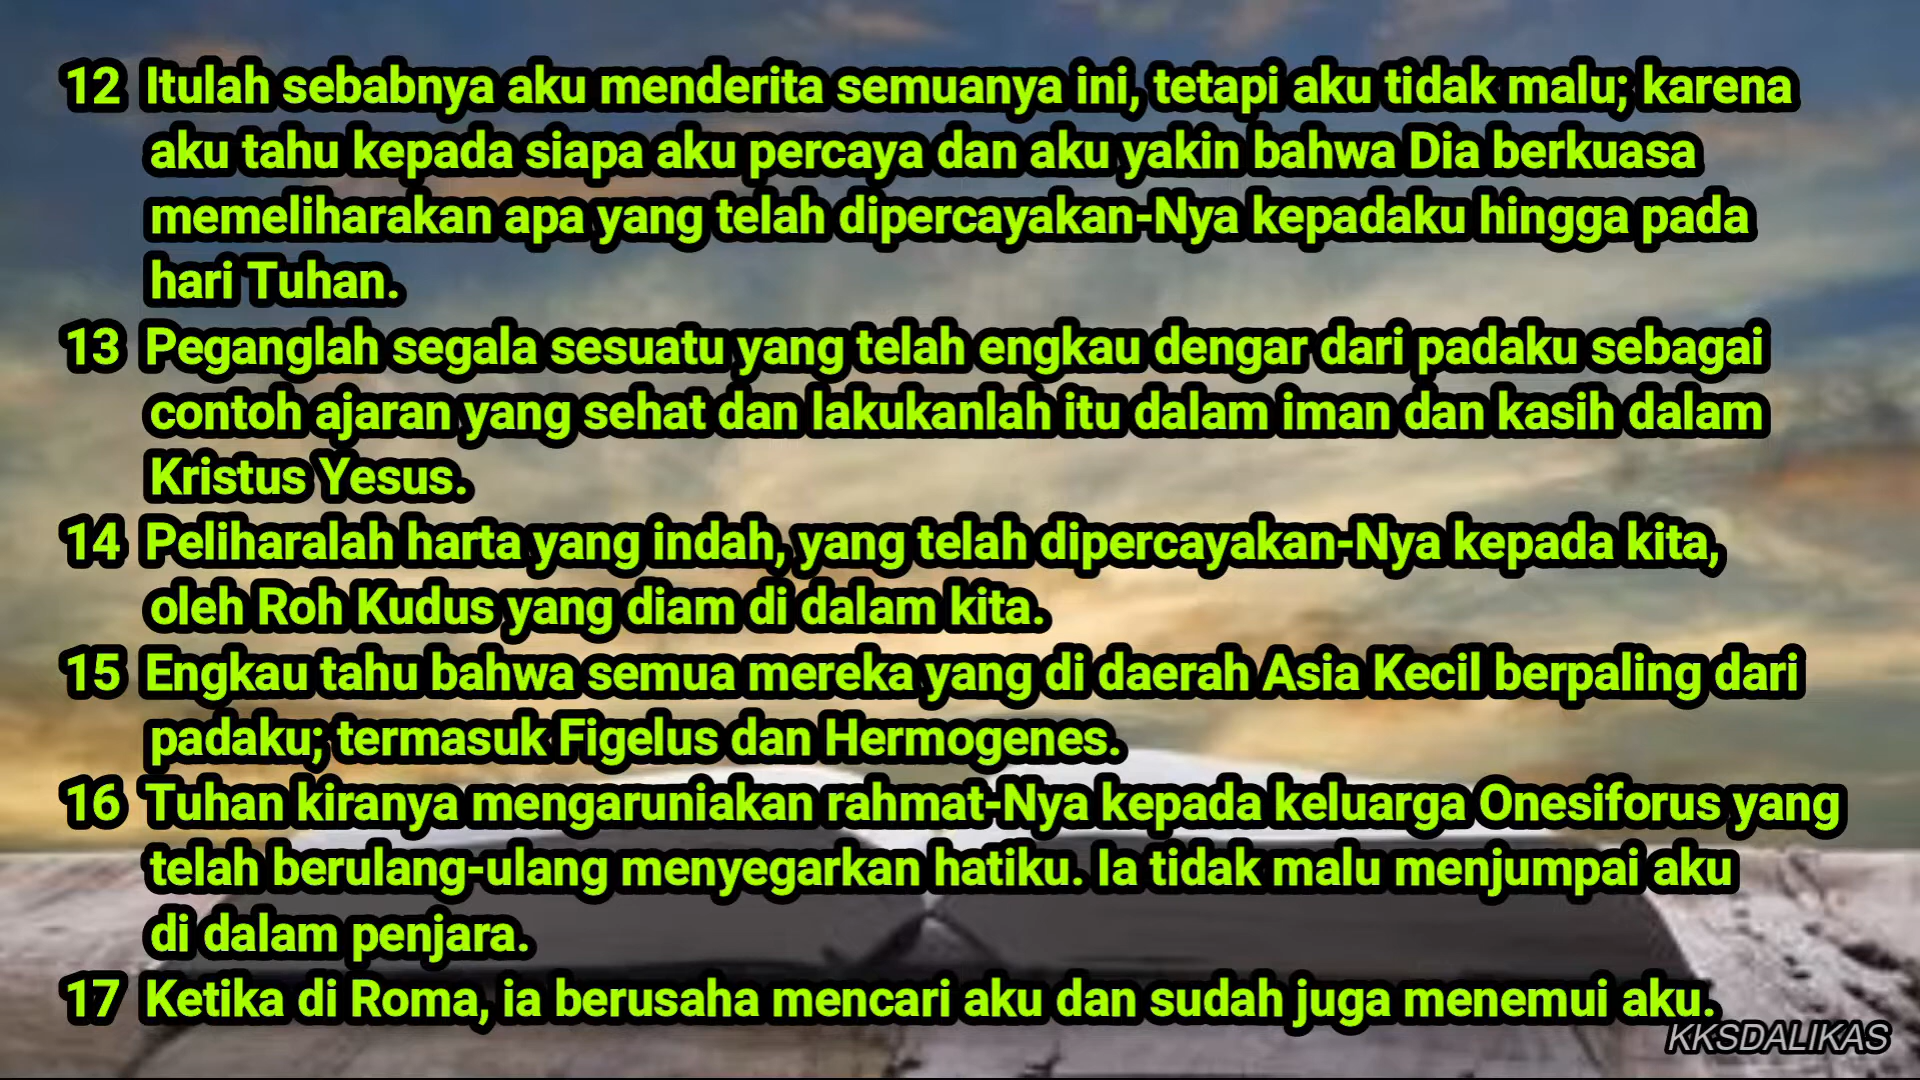 12 Itulah sebabnya aku menderita semuanya ini, tetapi aku tidak malu; karena
aku tahu kepada siapa aku percaya dan aku yakin bahwa Dia berkuasa
memeliharakan apa yang telah dipercayakan-Nya kepadaku hingga pada
hari Tuhan.
13 Peganglah segala sesuatu yang telah engkau dengar dari padaku sebagai
contoh ajaran yang sehat dan lakukanlah itu dalam iman dan kasih dalam
Kristus Yesus.
14 Peliharalah harta yang indah, yang telah dipercayakan-Nya kepada kita,
oleh Roh Kudus yang diam di dalam kita.
15 Engkau tahu bahwa semua mereka yang di daerah Asia Kecil berpaling dari
padaku; termasuk Figelus dan Hermogenes.
16 Tuhan kiranya mengaruniakan rahmat-Nya kepada keluarga Onesiforus yang
telah berulang-ulang menyegarkan hatiku. Ia tidak malu menjumpai aku
di dalam penjara.
17 Ketika di Roma, ia berusaha mencari aku dan sudah juga menemui aku.
KKSDALIKAS